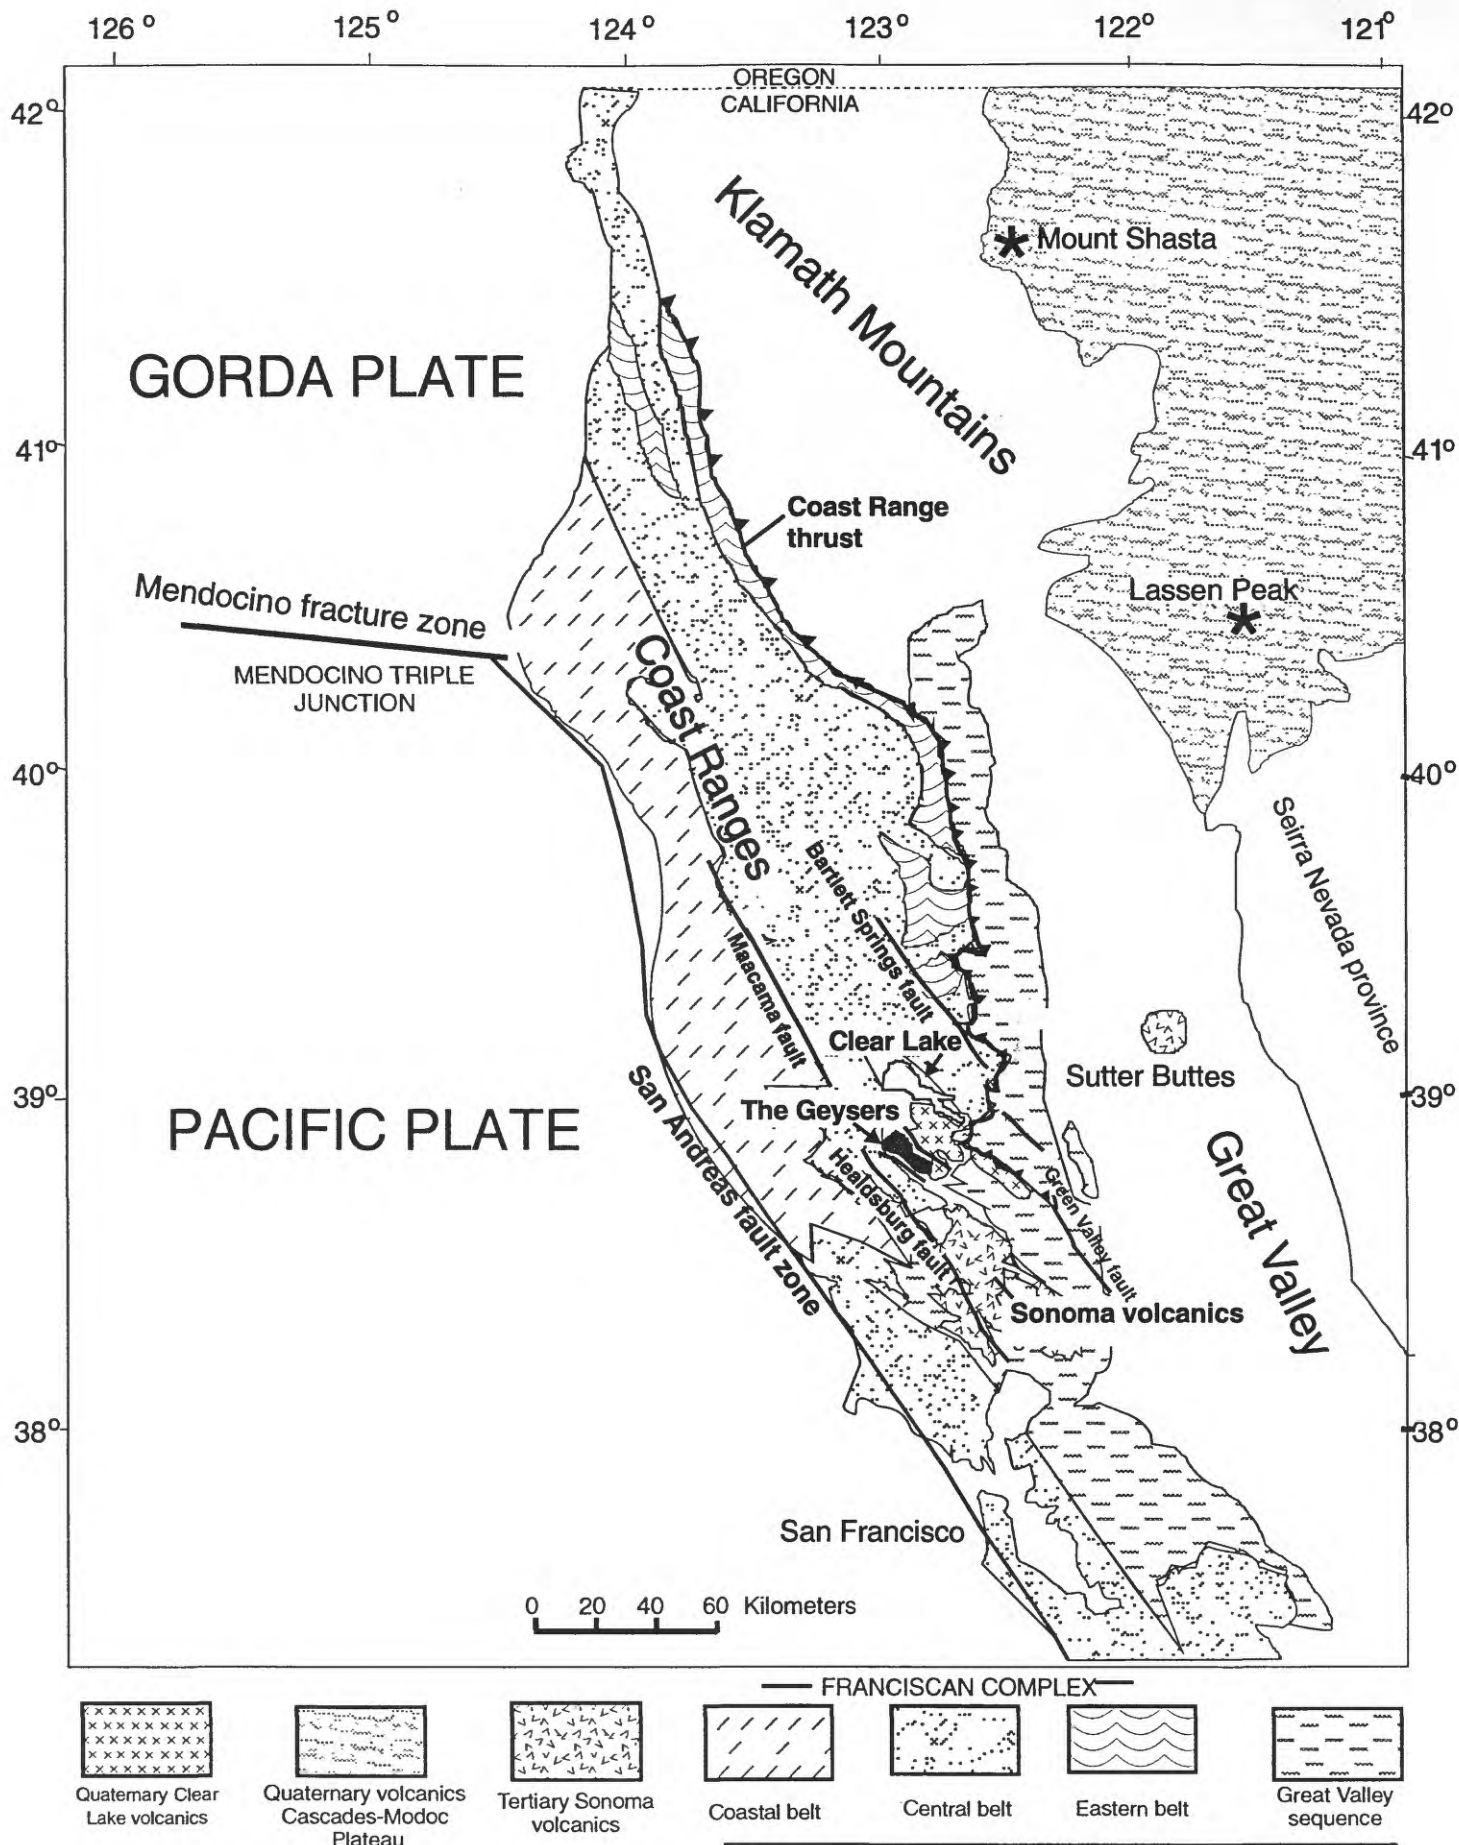 126° 125° 124° 123° 122° 121°
OREGON
CALIFORNIA
42° 42°
Klamath Mountains
Mount Shasta
GORDA PLATE
41° 41°
Coast Range
thrust
Lassen Peak
Mendocino fracture zone
MENDOCINO TRIPLE
JUNCTION
Coast Ranges
40° 40°
Seirra Nevada province
Bartlett Springs fault
Maacama fault
Clear Lake
Sutter Buttes
39° 39°
San Andreas fault zone
The Geysers
PACIFIC PLATE
Healdsburg fault
Green Valley fault
Great Valley
Sonoma volcanics
38° 38°
San Francisco
0 20 40 60 Kilometers
FRANCISCAN COMPLEX
Quaternary Clear
Lake volcanics
Quaternary volcanics
Cascades-Modoc
Plateau
Tertiary Sonoma
volcanics
Coastal belt
Central belt
Eastern belt
Great Valley
sequence